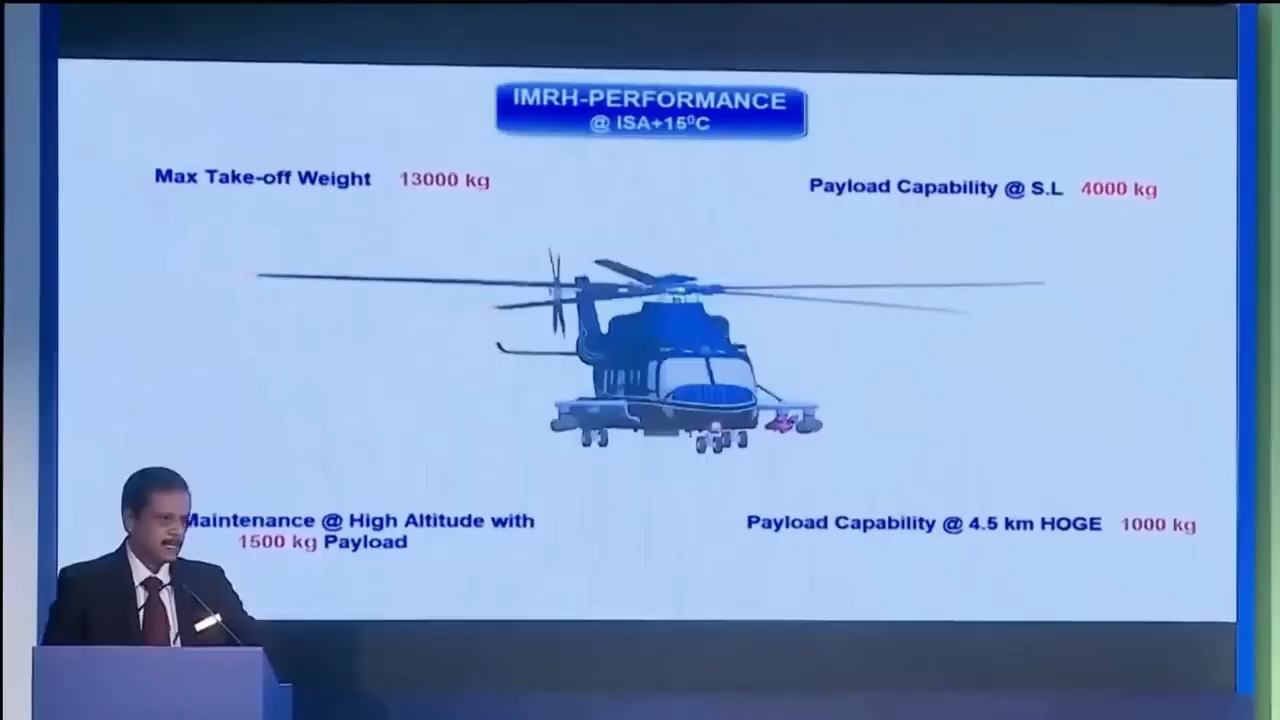 IMRH-PERFORMANCE
@ ISA+15⁰C
Max Take-off Weight 13000 kg
Payload Capability @ S.L 4000 kg
Maintenance @ High Altitude with
1500 kg Payload
Payload Capability @ 4.5 km HOGE 1000 kg